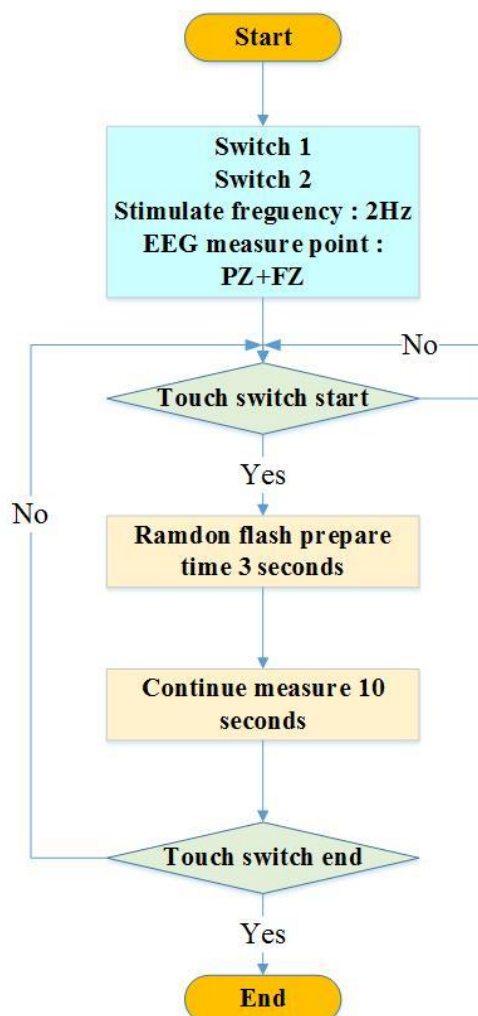 Start
Switch 1
Switch 2
Stimulate freguency : 2Hz
EEG measure point :
PZ+FZ
No
Touch switch start
Yes
No
Ramdon flash prepare
time 3 seconds
Continue measure 10
seconds
Touch switch end
Yes
End